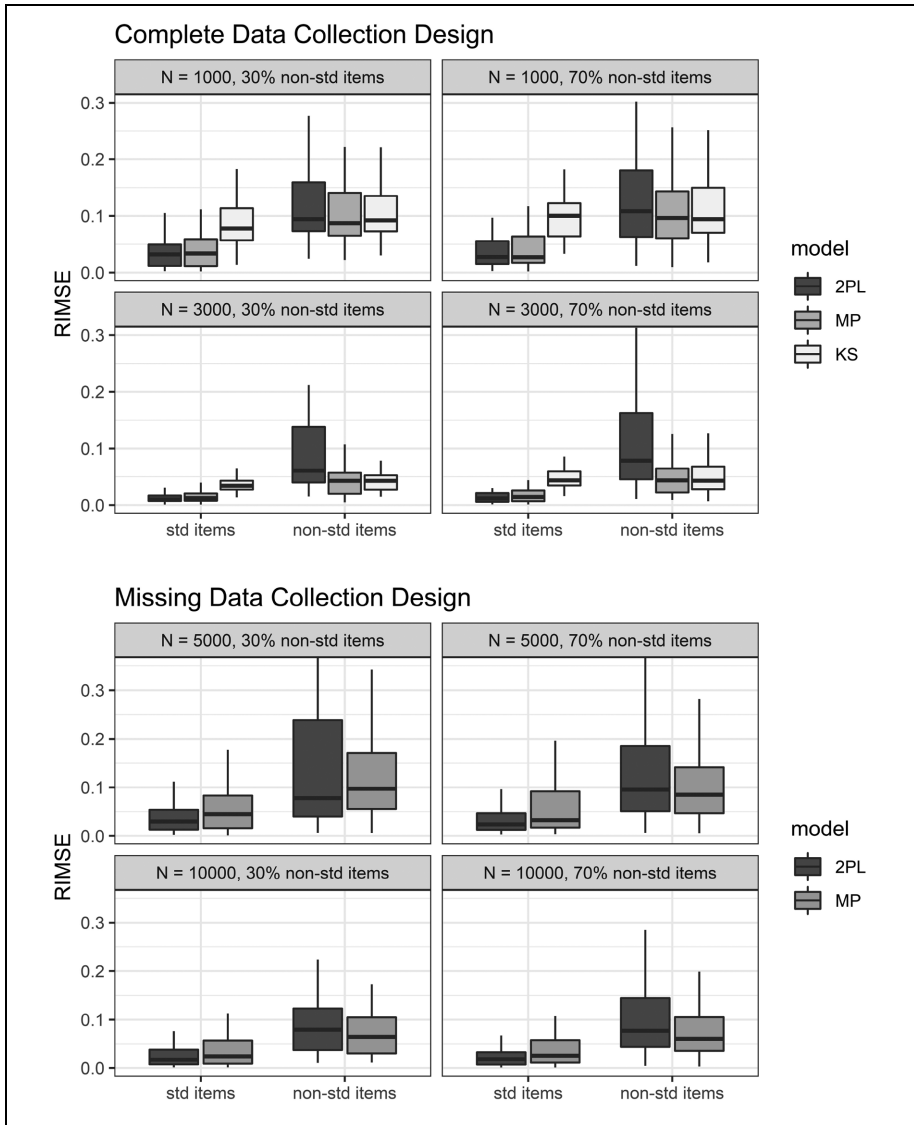 Complete Data Collection Design
N = 1000, 30% non-std items
N = 1000, 70% non-std items
0.3
0.2
0.1
0.0
N = 3000, 30% non-std items
N = 3000, 70% non-std items
0.3
0.2
0.1
0.0
RIMSE
std items
non-std items
std items
non-std items
model
2PL
MP
KS
Missing Data Collection Design
N = 5000, 30% non-std items
N = 5000, 70% non-std items
0.3
0.2
0.1
0.0
N = 10000, 30% non-std items
N = 10000, 70% non-std items
0.3
0.2
0.1
0.0
RIMSE
std items
non-std items
std items
non-std items
model
2PL
MP